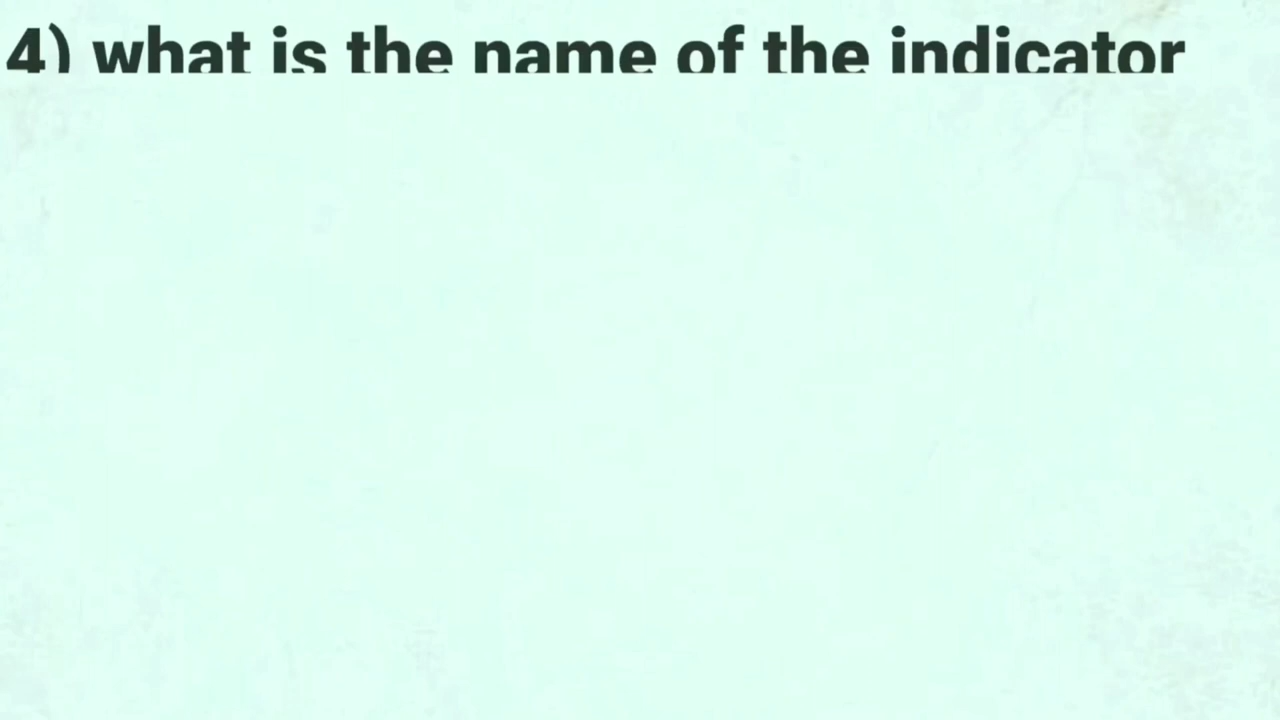 4) what is the name of the indicator